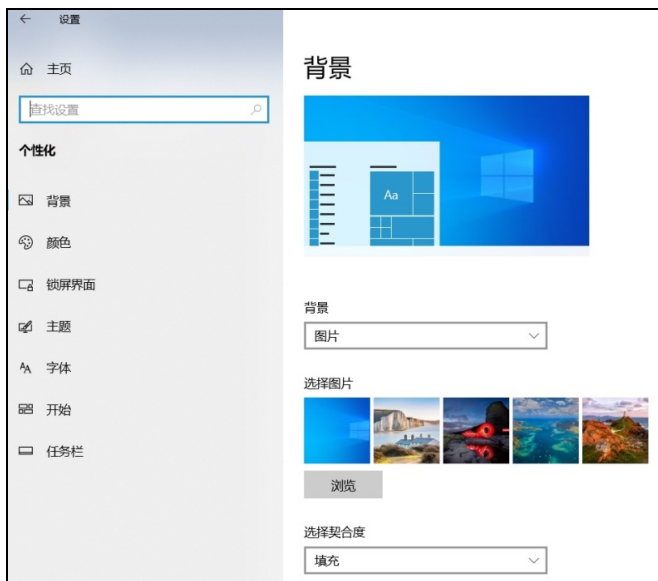 设置
主页
查找设置
个性化
背景
颜色
锁屏界面
主题
字体
开始
任务栏
背景
Aa
背景
图片
选择图片
浏览
选择契合度
填充